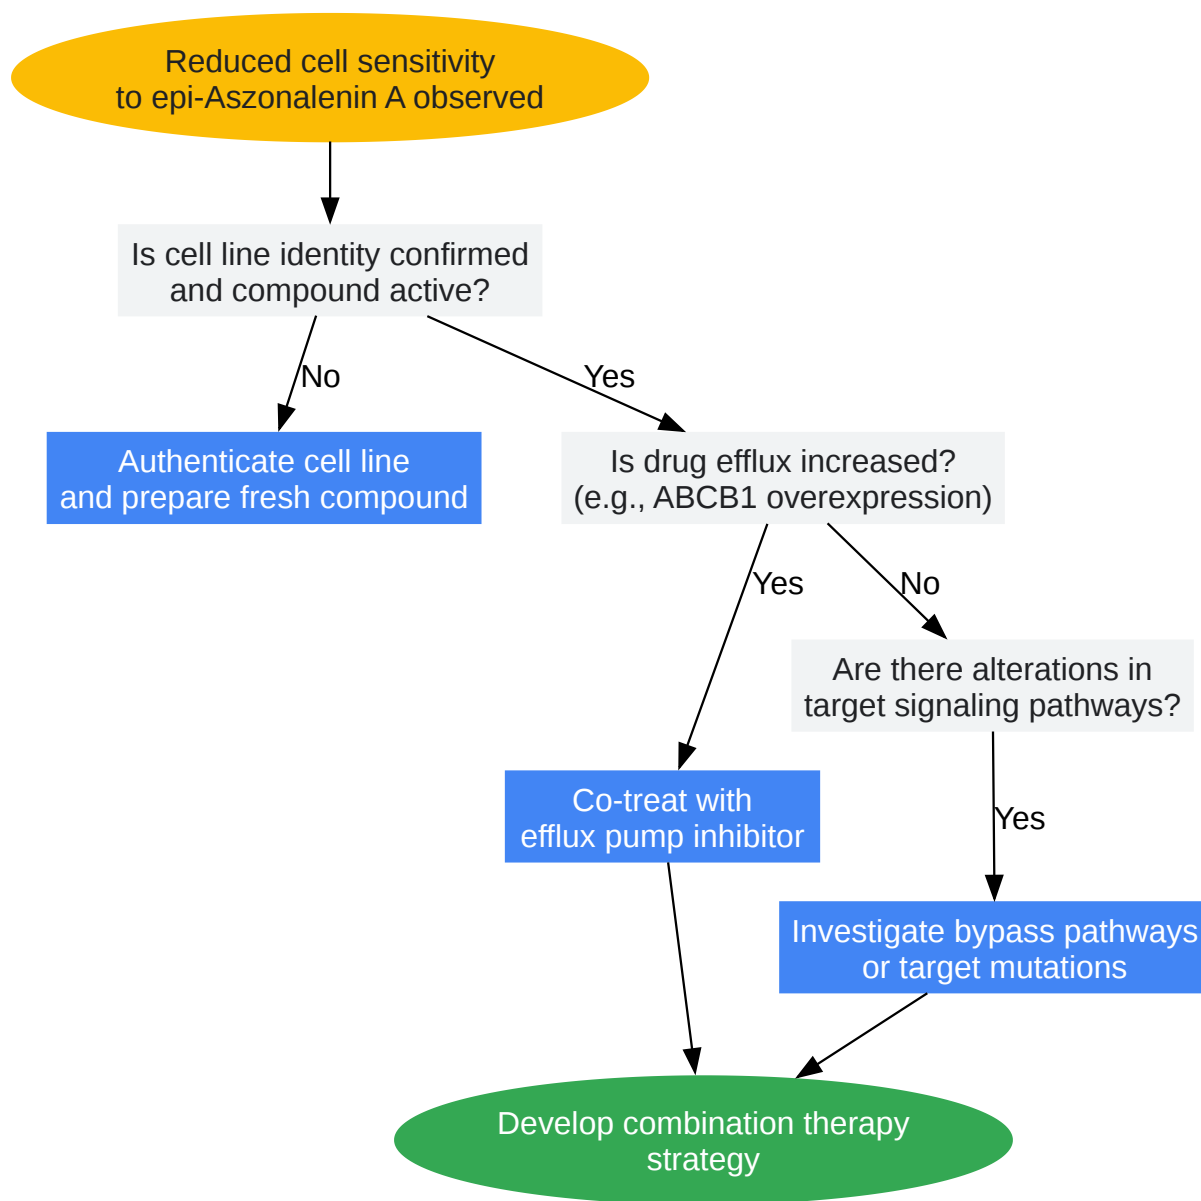 Reduced cell sensitivity
to epi-Aszonalenin A observed
Is cell line identity confirmed
and compound active?
No
Yes
Authenticate cell line
and prepare fresh compound
Is drug efflux increased?
(e.g., ABCB1 overexpression)
Yes
No
Are there alterations in
target signaling pathways?
Co-treat with
efflux pump inhibitor
Yes
Investigate bypass pathways
or target mutations
Develop combination therapy
strategy